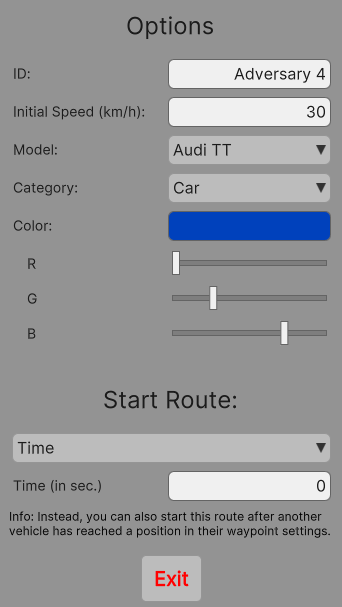 Options
ID: Adversary 4
Initial Speed (km/h): 30
Model: Audi TT ▼
Category: Car ▼
Color:
R
G
B
Start Route:
Time ▼
Time (in sec.) 0
Info: Instead, you can also start this route after another
vehicle has reached a position in their waypoint settings.
Exit